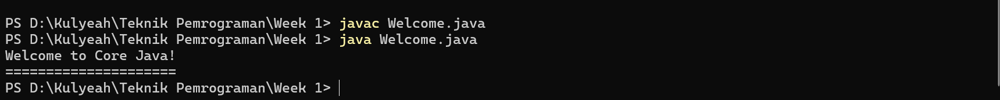 PS D:\Kulyeah\Teknik Pemrograman\Week 1> javac Welcome.java
PS D:\Kulyeah\Teknik Pemrograman\Week 1> java Welcome.java
Welcome to Core Java!
=====================
PS D:\Kulyeah\Teknik Pemrograman\Week 1>